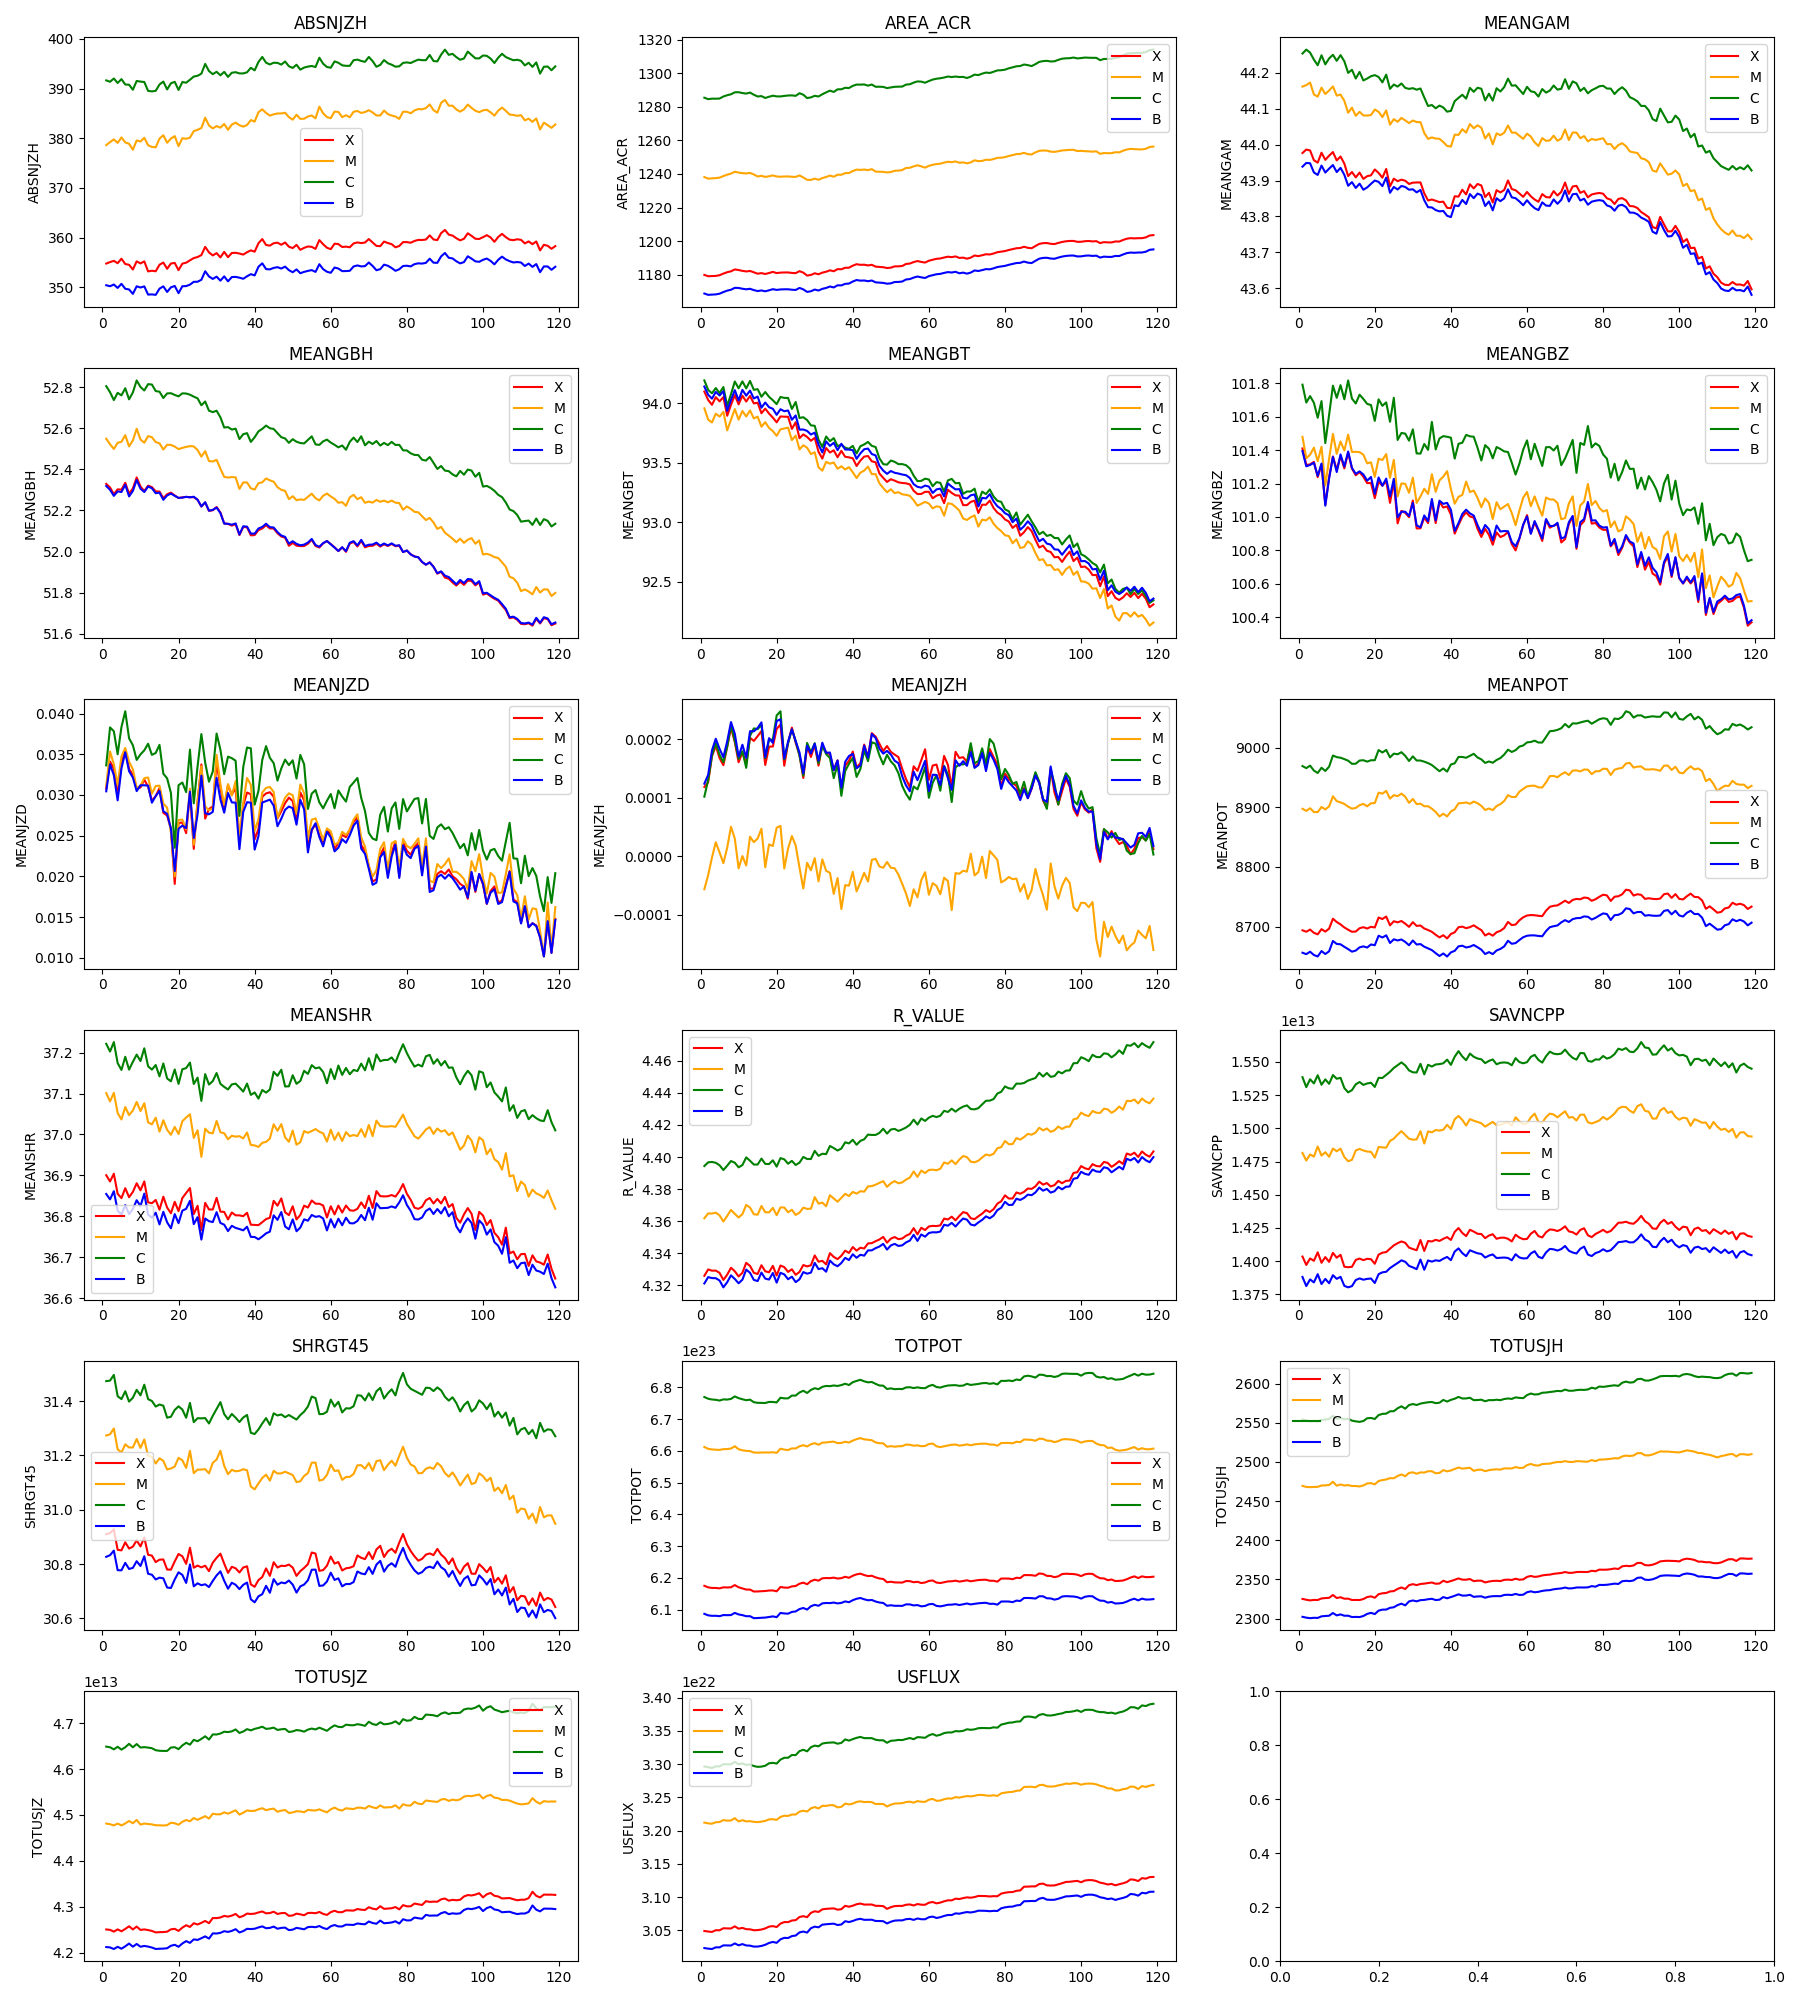 ABSNJZH
AREA_ACR
MEANGAM
ABSNJZH
400
390
380
370
360
350
X
M
C
B
0 20 40 60 80 100 120
AREA_ACR
1320
1300
1280
1260
1240
1220
1200
1180
X
M
C
B
0 20 40 60 80 100 120
MEANGAM
44.2
44.1
44.0
43.9
43.8
43.7
43.6
X
M
C
B
0 20 40 60 80 100 120
MEANGBH
MEANGBT
MEANGBZ
MEANGBH
52.8
52.6
52.4
52.2
52.0
51.8
51.6
X
M
C
B
0 20 40 60 80 100 120
MEANGBT
94.0
93.5
93.0
92.5
X
M
C
B
0 20 40 60 80 100 120
MEANGBZ
101.8
101.6
101.4
101.2
101.0
100.8
100.6
100.4
X
M
C
B
0 20 40 60 80 100 120
MEANJZD
MEANJZH
MEANPOT
MEANJZD
0.040
0.035
0.030
0.025
0.020
0.015
0.010
X
M
C
B
0 20 40 60 80 100 120
MEANJZH
0.0002
0.0001
0.0000
−0.0001
X
M
C
B
0 20 40 60 80 100 120
MEANPOT
9000
8900
8800
8700
X
M
C
B
0 20 40 60 80 100 120
MEANSHR
R_VALUE
SAVNCPP
MEANSHR
37.2
37.1
37.0
36.9
36.8
36.7
36.6
X
M
C
B
0 20 40 60 80 100 120
R_VALUE
4.46
4.44
4.42
4.40
4.38
4.36
4.34
4.32
X
M
C
B
0 20 40 60 80 100 120
1e13
SAVNCPP
1.550
1.525
1.500
1.475
1.450
1.425
1.400
1.375
X
M
C
B
0 20 40 60 80 100 120
SHRGT45
TOTPOT
TOTUSJH
SHRGT45
31.4
31.2
31.0
30.8
30.6
X
M
C
B
0 20 40 60 80 100 120
1e23
TOTPOT
6.8
6.7
6.6
6.5
6.4
6.3
6.2
6.1
X
M
C
B
0 20 40 60 80 100 120
TOTUSJH
2600
2550
2500
2450
2400
2350
2300
X
M
C
B
0 20 40 60 80 100 120
TOTUSJZ
USFLUX
1e13
TOTUSJZ
4.7
4.6
4.5
4.4
4.3
4.2
X
M
C
B
0 20 40 60 80 100 120
1e22
USFLUX
3.40
3.35
3.30
3.25
3.20
3.15
3.10
3.05
X
M
C
B
0 20 40 60 80 100 120
1.0
0.8
0.6
0.4
0.2
0.0
0.0 0.2 0.4 0.6 0.8 1.0